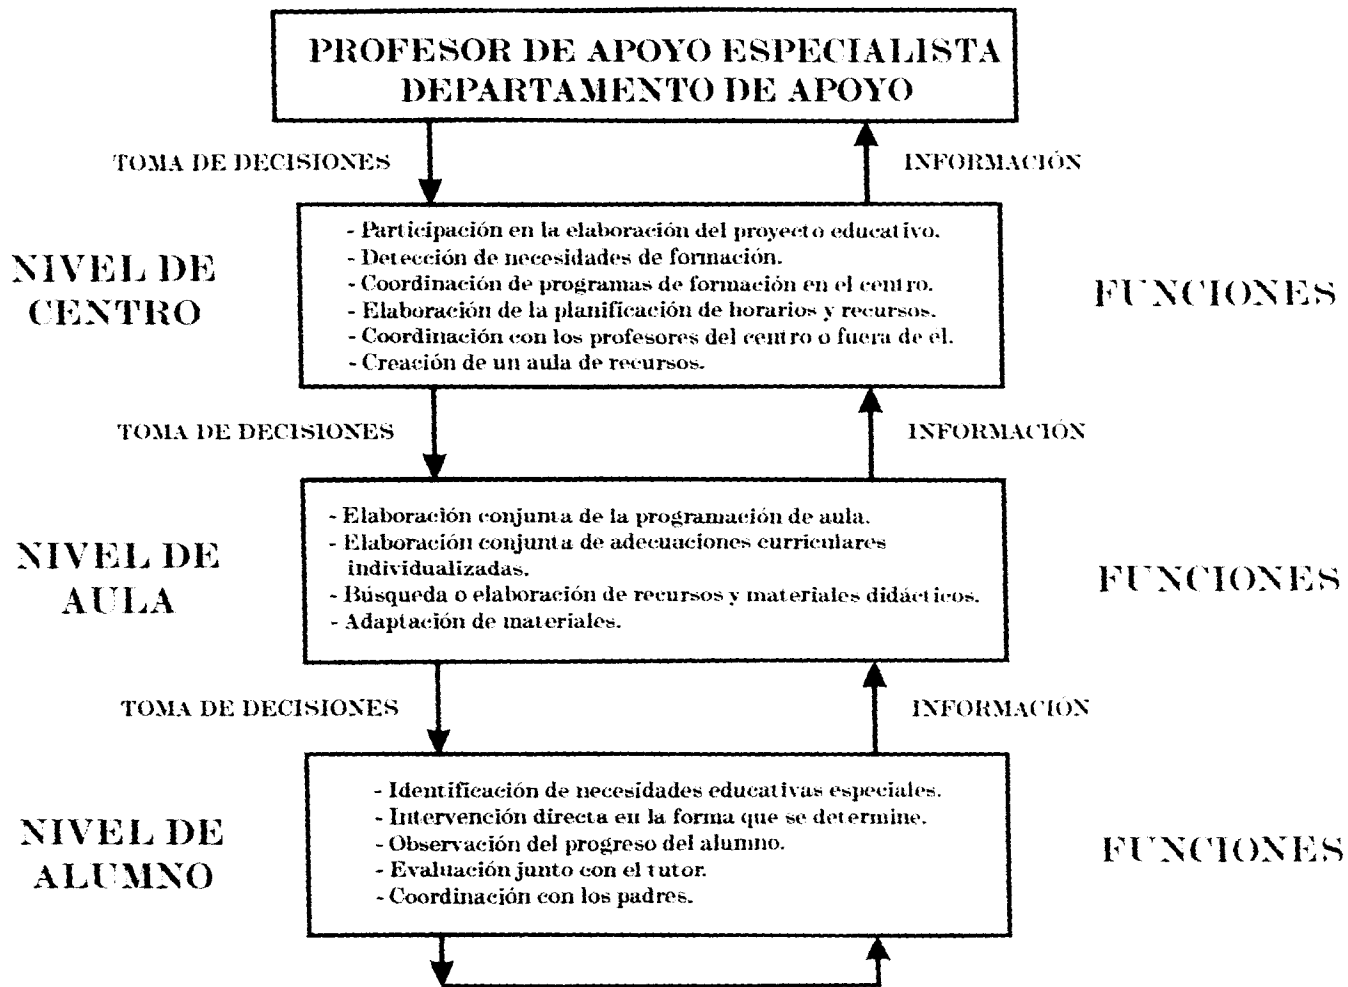 PROFESOR DE APOYO ESPECIALISTA
DEPARTAMENTO DE APOYO
TOMA DE DECISIONES
INFORMACIÓN
NIVEL DE
CENTRO
- Participación en la elaboración del proyecto educativo.
- Detección de necesidades de formación.
- Coordinación de programas de formación en el centro.
- Elaboración de la planificación de horarios y recursos.
- Coordinación con los profesores del centro o fuera de el.
- Creación de un aula de recursos.
FUNCIONES
TOMA DE DECISIONES
INFORMACIÓN
NIVEL DE
AULA
- Elaboración conjunta de la programación de aula.
- Elaboración conjunta de adecuaciones curriculares
individualizadas.
- Búsqueda o elaboración de recursos y materiales didácticos.
- Adaptación de materiales.
FUNCIONES
TOMA DE DECISIONES
INFORMACIÓN
NIVEL DE
ALUMNO
- Identificación de necesidades educativas especiales.
- Intervención directa en la forma que se determine.
- Observación del progreso del alumno.
- Evaluación junto con el tutor.
- Coordinación con los padres.
FUNCIONES